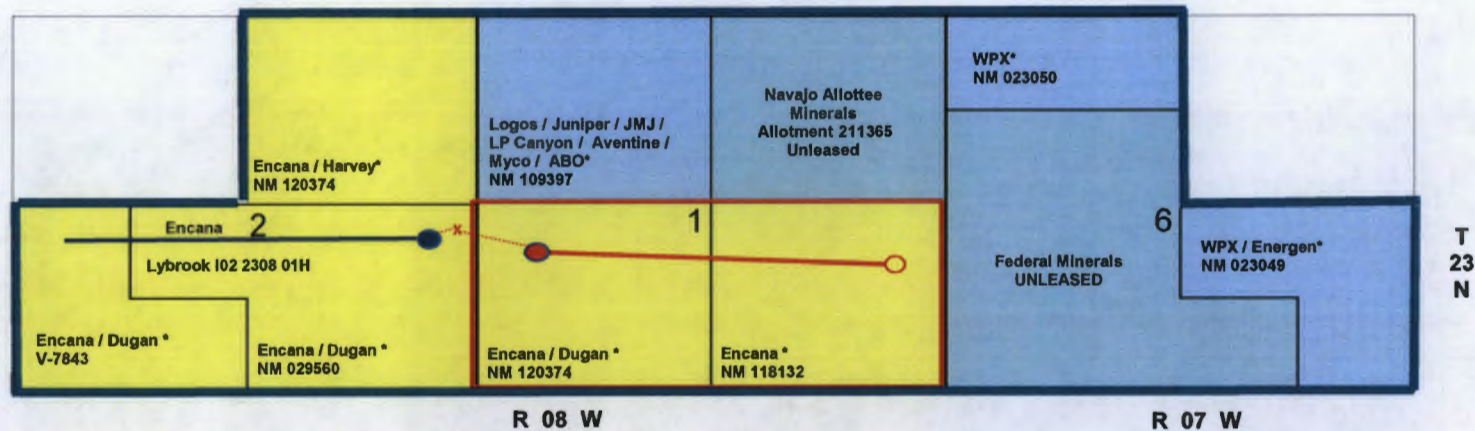 WPX*
NM 023050
Navajo Allottee
Minerals
Allotment 211365
Unleased
Logos / Juniper / JMJ /
LP Canyon / Aventine /
Myco / ABO*
NM 109397
Encana / Harvey*
NM 120374
Encana
2
Lybrook I02 2308 01H
x
1
6
WPX / Energen*
NM 023049
Federal Minerals
UNLEASED
Encana / Dugan *
V-7843
Encana / Dugan *
NM 029560
Encana / Dugan *
NM 120374
Encana *
NM 118132
T
23
N
R 08 W
R 07 W